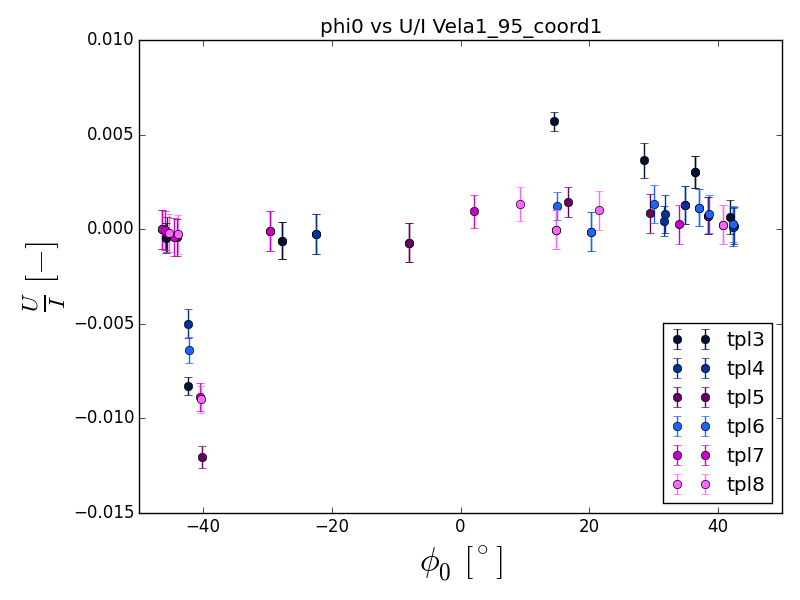 phi0 vs U/I Vela1_95_coord1
0.010
0.005
0.000
−0.005
−0.010
−0.015
U/I [−]
−40
−20
0
20
40
ϕ₀ [°]
tpl3
tpl4
tpl5
tpl6
tpl7
tpl8